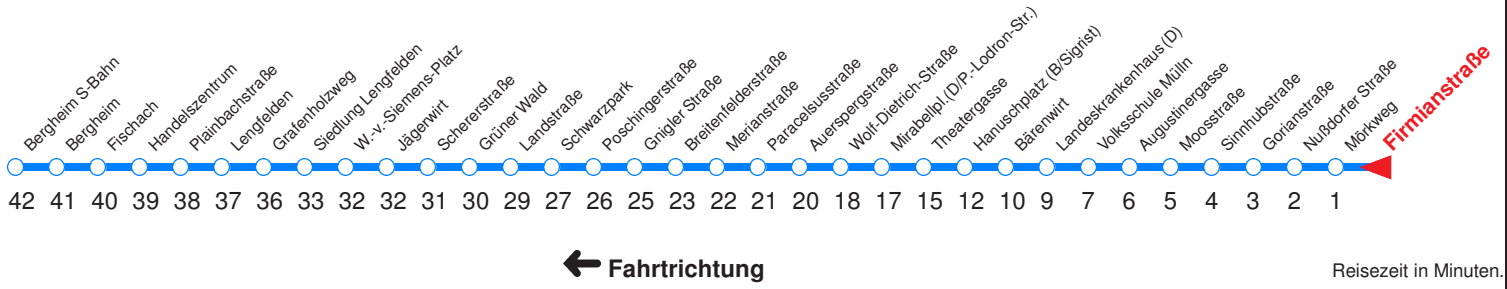 Bergheim S-Bahn
Bergheim
Fischach
Handelszentrum
Plainbachstraße
Lengfelden
Grafenholzweg
Siedlung Lengfelden
W.-v.-Siemens-Platz
Jägerwirt
Schererstraße
Grüner Wald
Landstraße
Schwarzpark
Poschingerstraße
Gnigler Straße
Breitenfelderstraße
Merianstraße
Paracelsusstraße
Auerspergstraße
Wolf-Dietrich-Straße
Mirabellpl.(D/P.-Lodron-Str.)
Theatergasse
Hanuschplatz (B/Sigrist)
Bärenwirt
Landeskrankenhaus (D)
Volksschule Mülln
Augustinergasse
Moosstraße
Sinnhubstraße
Gorianstraße
Nußdorfer Straße
Mörkweg
Firmianstraße
42 41 40 39 38 37 36 33 32 32 31 30 29 27 26 25 23 22 21 20 18 17 15 12 10 9 7 6 5 4 3 2 1
Fahrtrichtung
Reisezeit in Minuten.